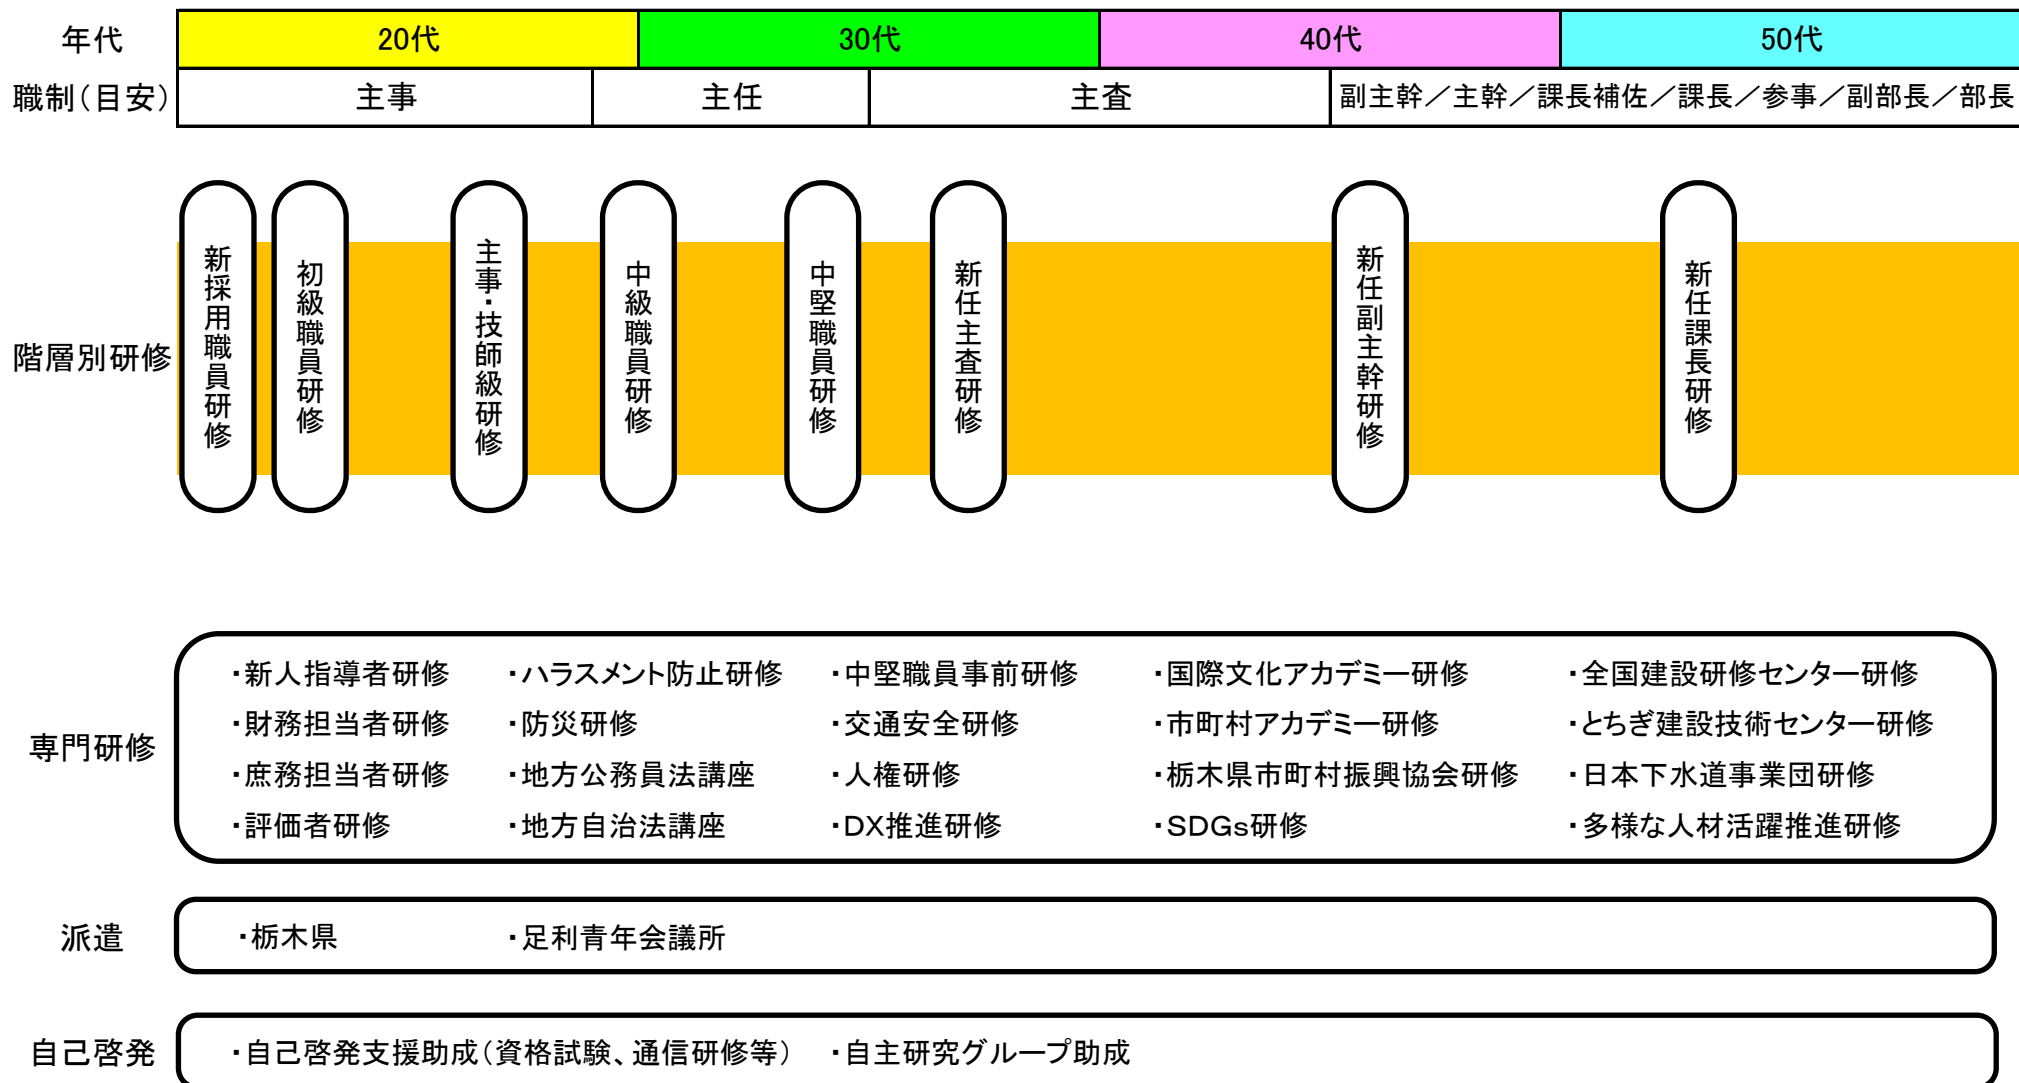 年代 20代 30代 40代 50代
職制(目安) 主事 主任 主査 副主幹／主幹／課長補佐／課長／参事／副部長／部長
階層別研修
新採用職員研修
初級職員研修
主事・技師級研修
中級職員研修
中堅職員研修
新任主査研修
新任副主幹研修
新任課長研修
専門研修
・新人指導者研修 ・ハラスメント防止研修 ・中堅職員事前研修 ・国際文化アカデミー研修 ・全国建設研修センター研修
・財務担当者研修 ・防災研修 ・交通安全研修 ・市町村アカデミー研修 ・とちぎ建設技術センター研修
・庶務担当者研修 ・地方公務員法講座 ・人権研修 ・栃木県市町村振興協会研修 ・日本下水道事業団研修
・評価者研修 ・地方自治法講座 ・DX推進研修 ・SDGs研修 ・多様な人材活躍推進研修
派遣 ・栃木県 ・足利青年会議所
自己啓発 ・自己啓発支援助成(資格試験、通信研修等) ・自主研究グループ助成